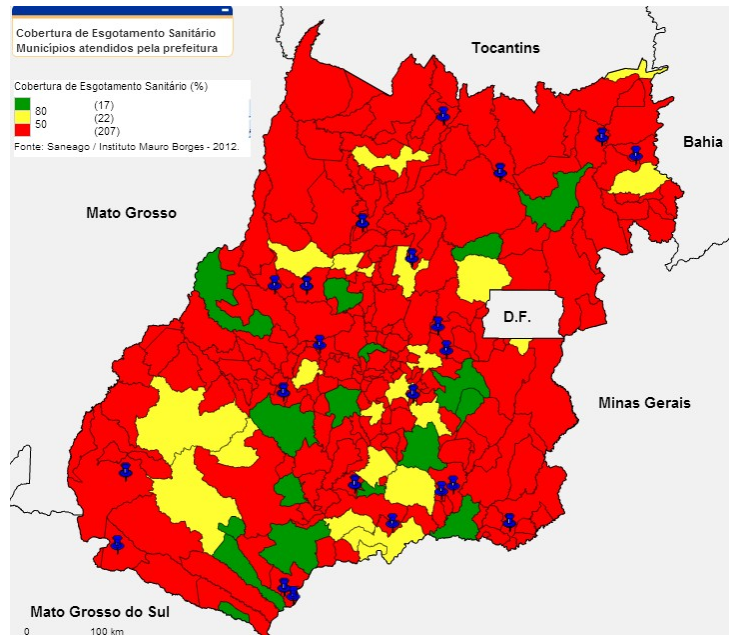 Cobertura de Esgotamento Sanitário
Municípios atendidos pela prefeitura
Tocantins
Cobertura de Esgotamento Sanitário (%)
80 (17)
50 (22)
(207)
Fonte: Saneago / Instituto Mauro Borges - 2012.
Bahia
Mato Grosso
D.F.
Minas Gerais
Mato Grosso do Sul
0 100 km